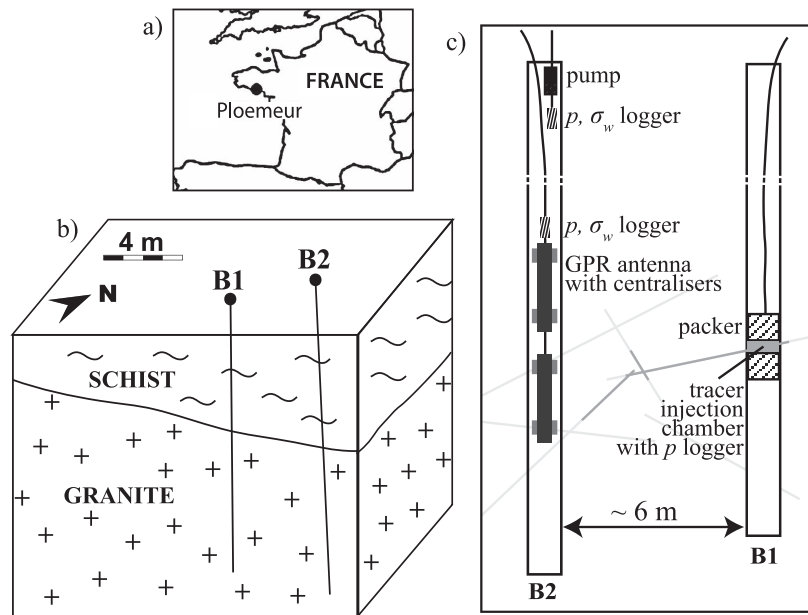 a)
FRANCE
Ploemeur
b)
4 m
N
B1
B2
SCHIST
GRANITE
c)
pump
p, σw logger
p, σw logger
GPR antenna
with centralisers
packer
tracer
injection
chamber
with p logger
~ 6 m
B2
B1